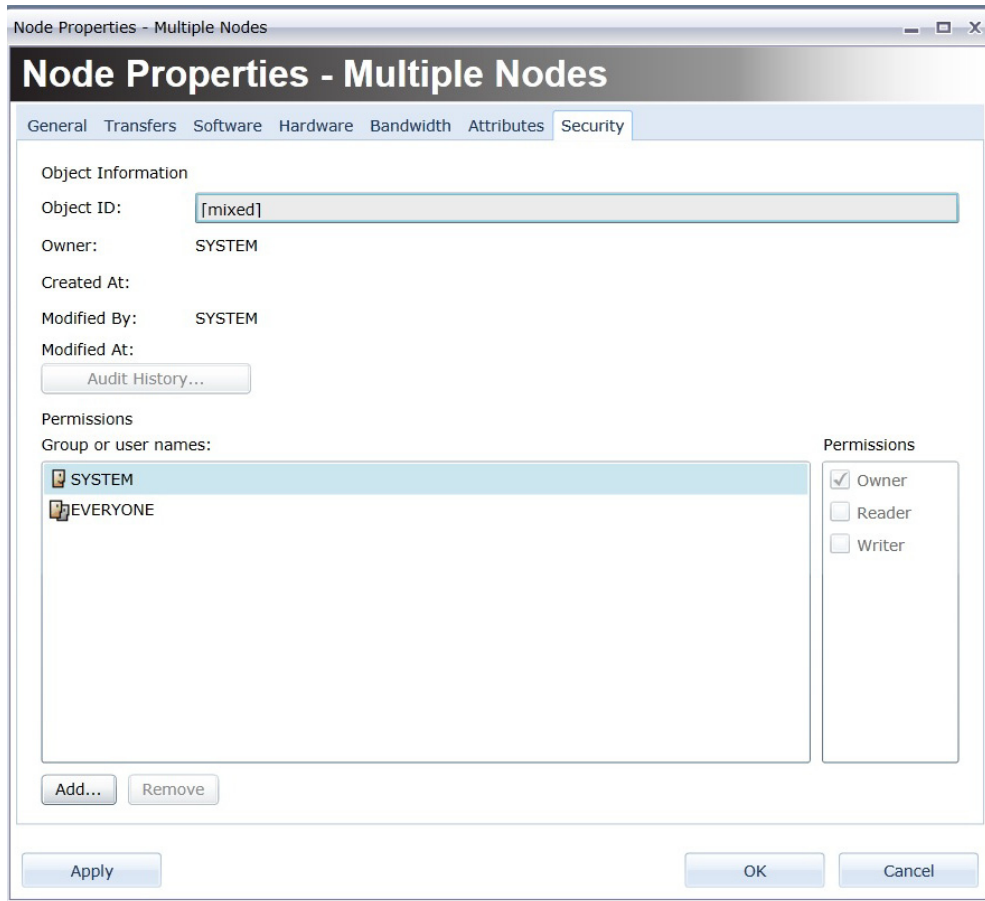 Node Properties - Multiple Nodes
Node Properties - Multiple Nodes
General Transfers Software Hardware Bandwidth Attributes Security
Object Information
Object ID: [mixed]
Owner: SYSTEM
Created At:
Modified By: SYSTEM
Modified At:
Audit History...
Permissions
Group or user names:
SYSTEM
EVERYONE
Permissions
Owner
Reader
Writer
Add... Remove
Apply OK Cancel